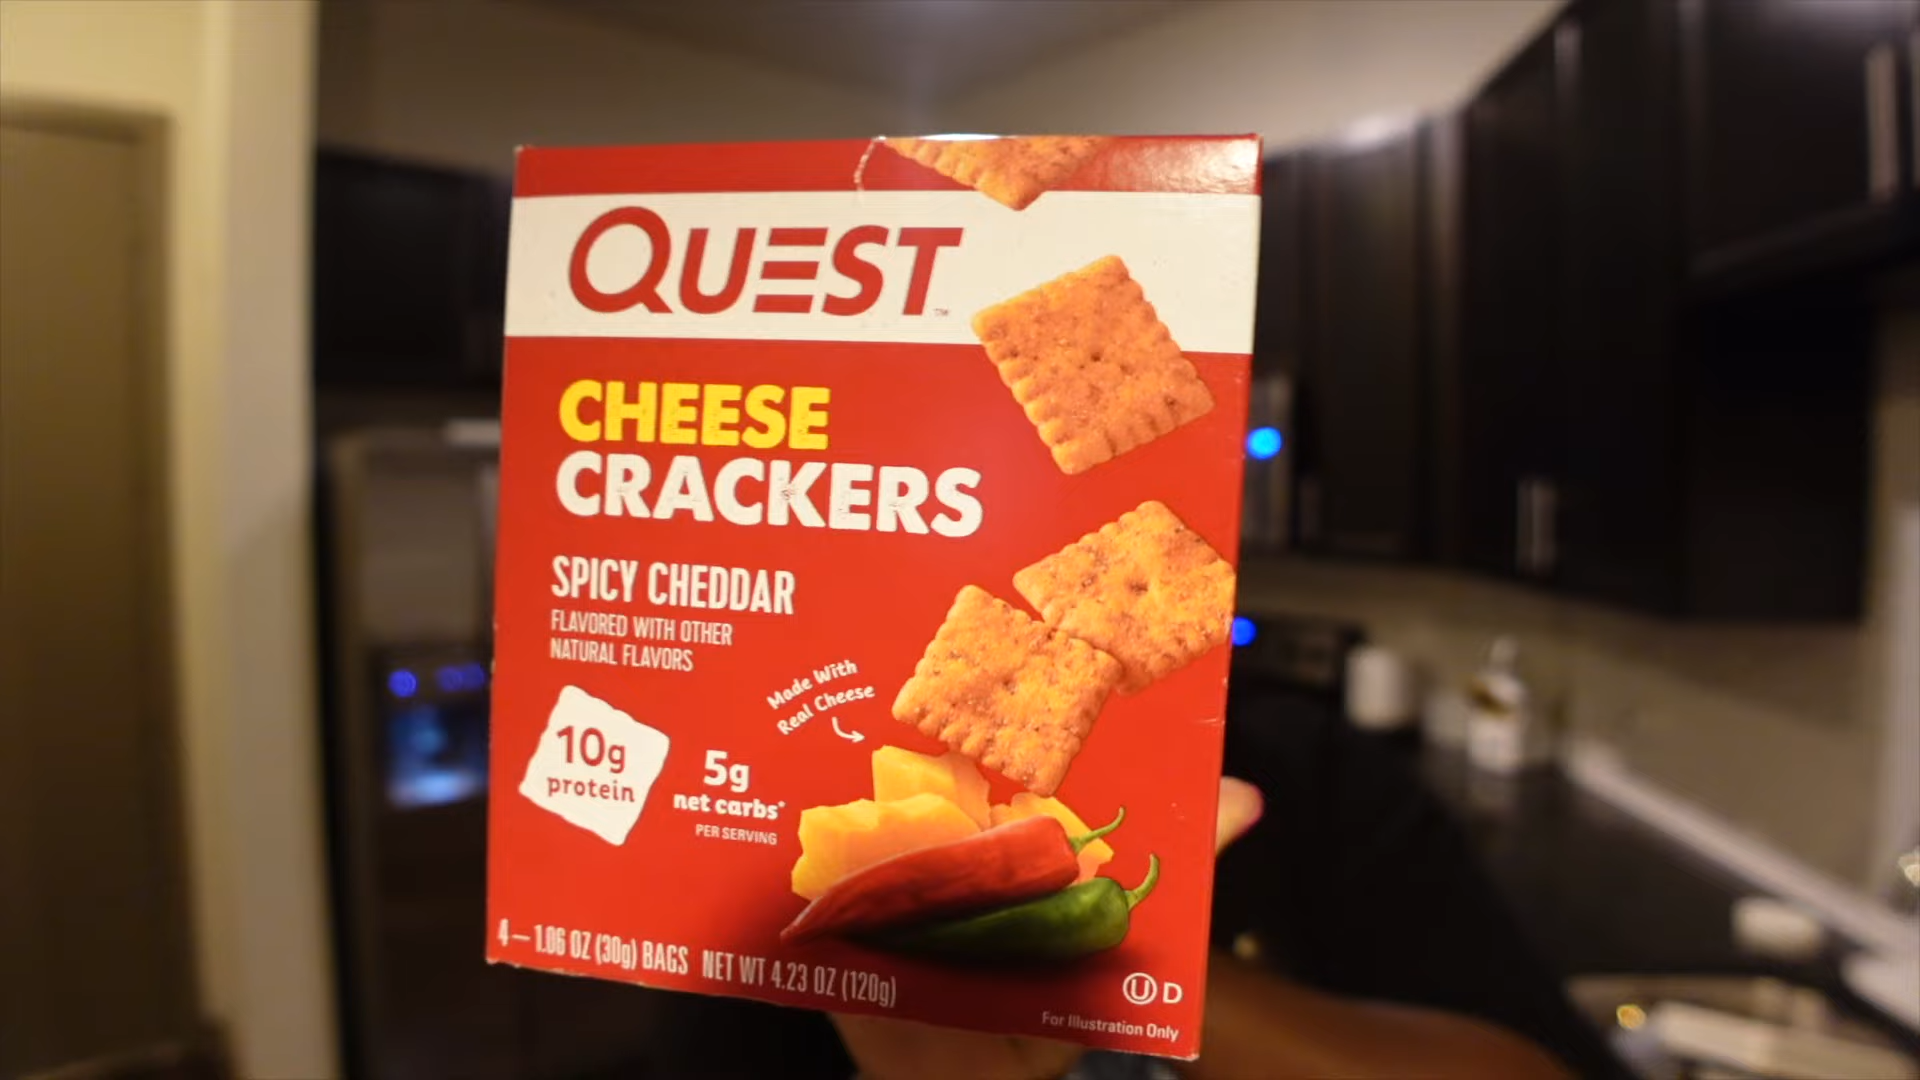 QUEST™
CHEESE
CRACKERS
SPICY CHEDDAR
FLAVORED WITH OTHER
NATURAL FLAVORS
Made With
Real Cheese
10g
protein
5g
net carbs*
PER SERVING
4 – 1.06 OZ (30g) BAGS NET WT 4.23 OZ (120g)
U D
For Illustration Only